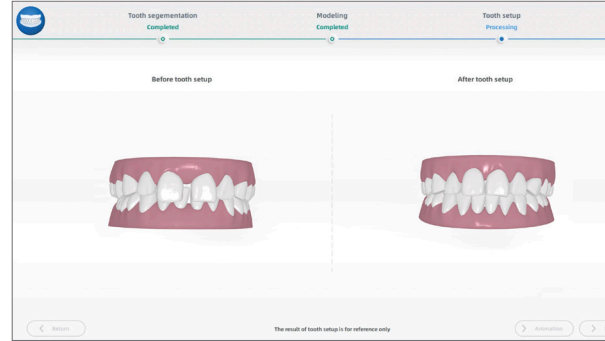 Tooth segementation
Completed
Modeling
Completed
Tooth setup
Processing
Before tooth setup
After tooth setup
Return
The result of tooth setup is for reference only
Animation